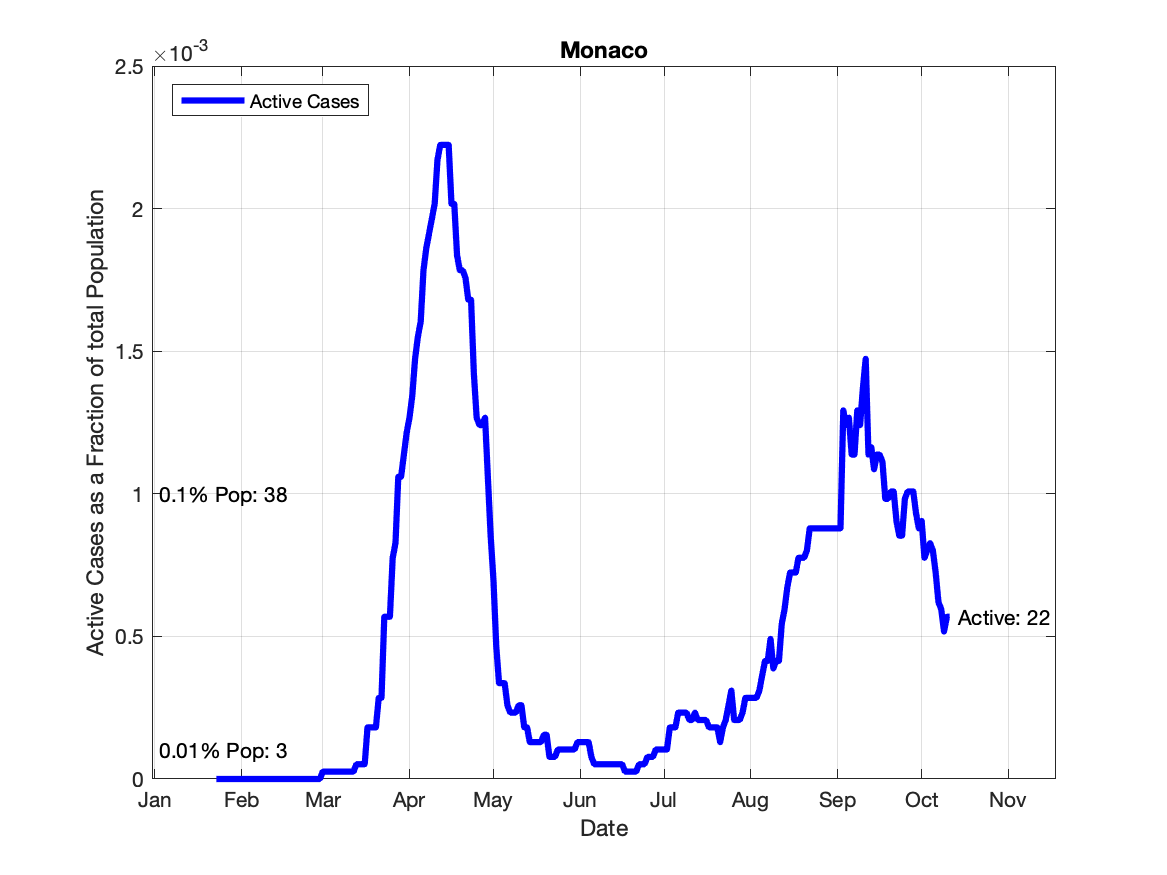 Monaco
×10-3
Active Cases
2.5
2
1.5
1
0.5
0
0.1% Pop: 38
0.01% Pop: 3
Active: 22
Active Cases as a Fraction of total Population
Jan Feb Mar Apr May Jun Jul Aug Sep Oct Nov
Date